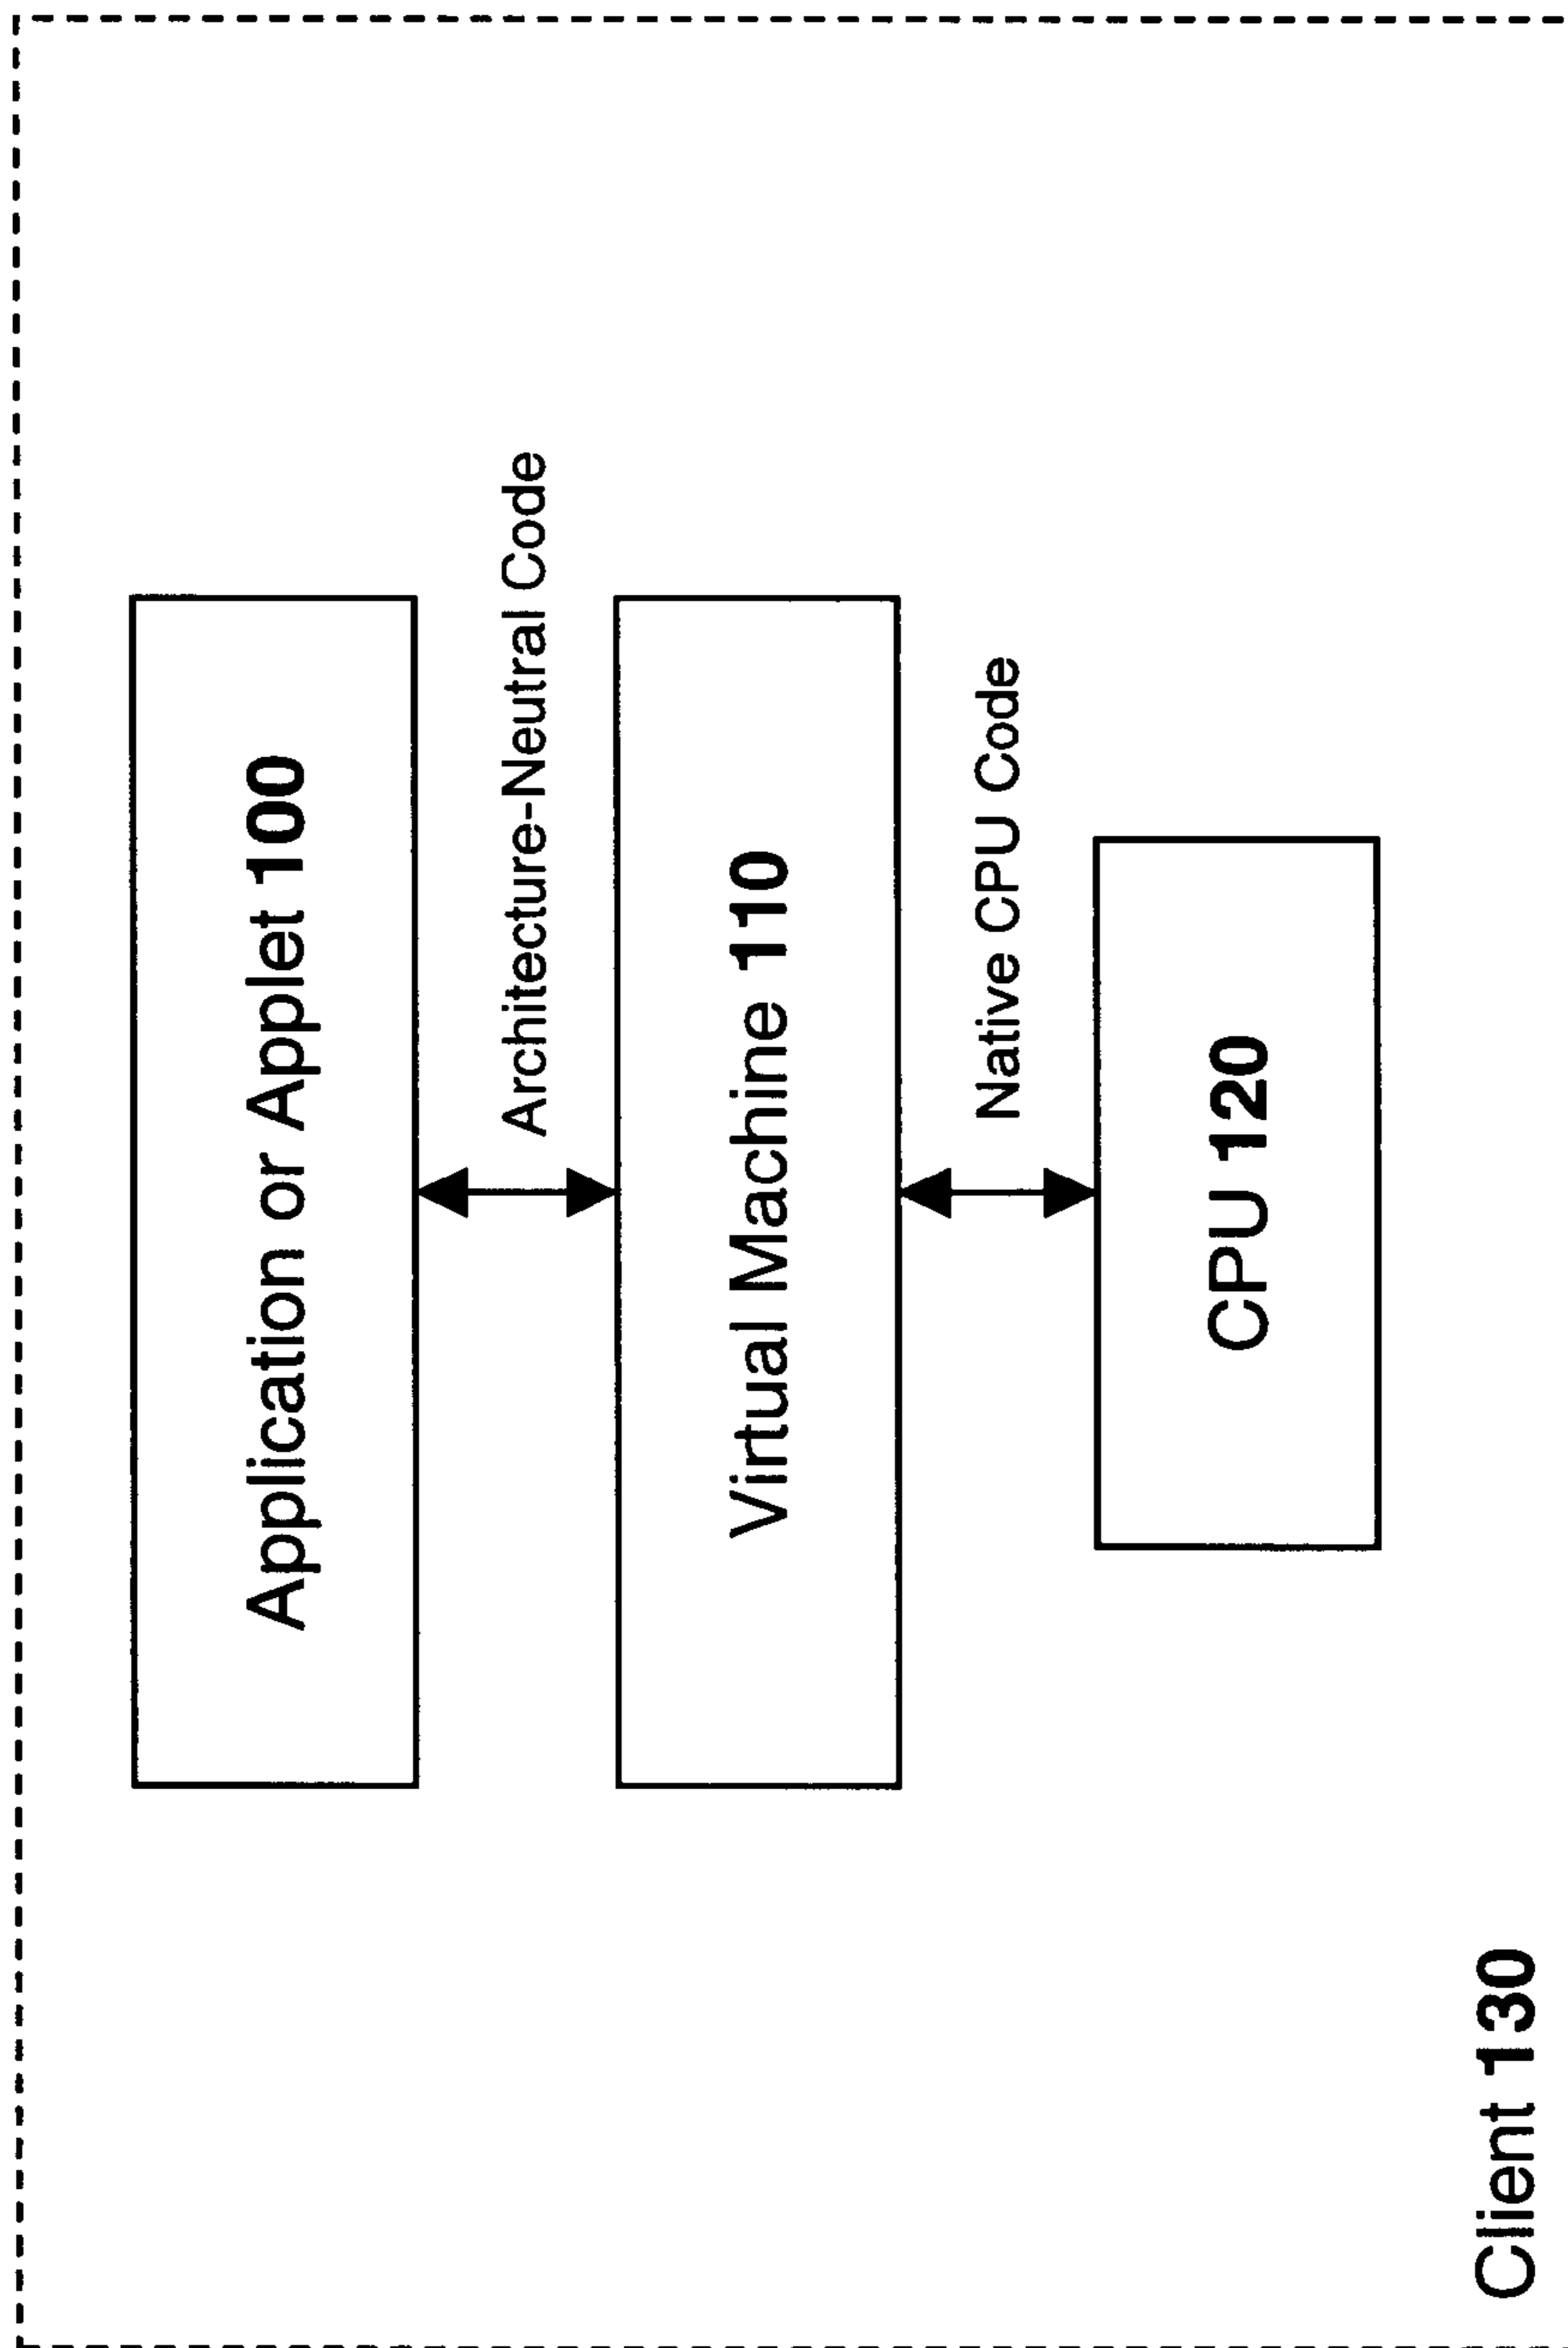 Application or Applet 100
Architecture-Neutral Code
Virtual Machine 110
Native CPU Code
CPU 120
Client 130